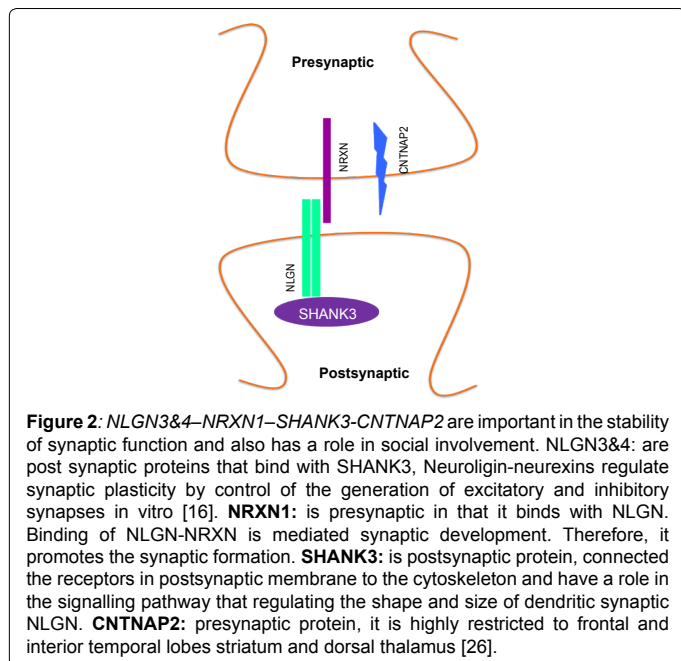 Presynaptic
NRXN
CNTNAP2
NLGN
SHANK3
Postsynaptic
Figure 2: NLGN3&4–NRXN1–SHANK3-CNTNAP2 are important in the stability
of synaptic function and also has a role in social involvement. NLGN3&4: are
post synaptic proteins that bind with SHANK3, Neuroligin-neurexins regulate
synaptic plasticity by control of the generation of excitatory and inhibitory
synapses in vitro [16]. NRXN1: is presynaptic in that it binds with NLGN.
Binding of NLGN-NRXN is mediated synaptic development. Therefore, it
promotes the synaptic formation. SHANK3: is postsynaptic protein, connected
the receptors in postsynaptic membrane to the cytoskeleton and have a role in
the signalling pathway that regulating the shape and size of dendritic synaptic
NLGN. CNTNAP2: presynaptic protein, it is highly restricted to frontal and
interior temporal lobes striatum and dorsal thalamus [26].